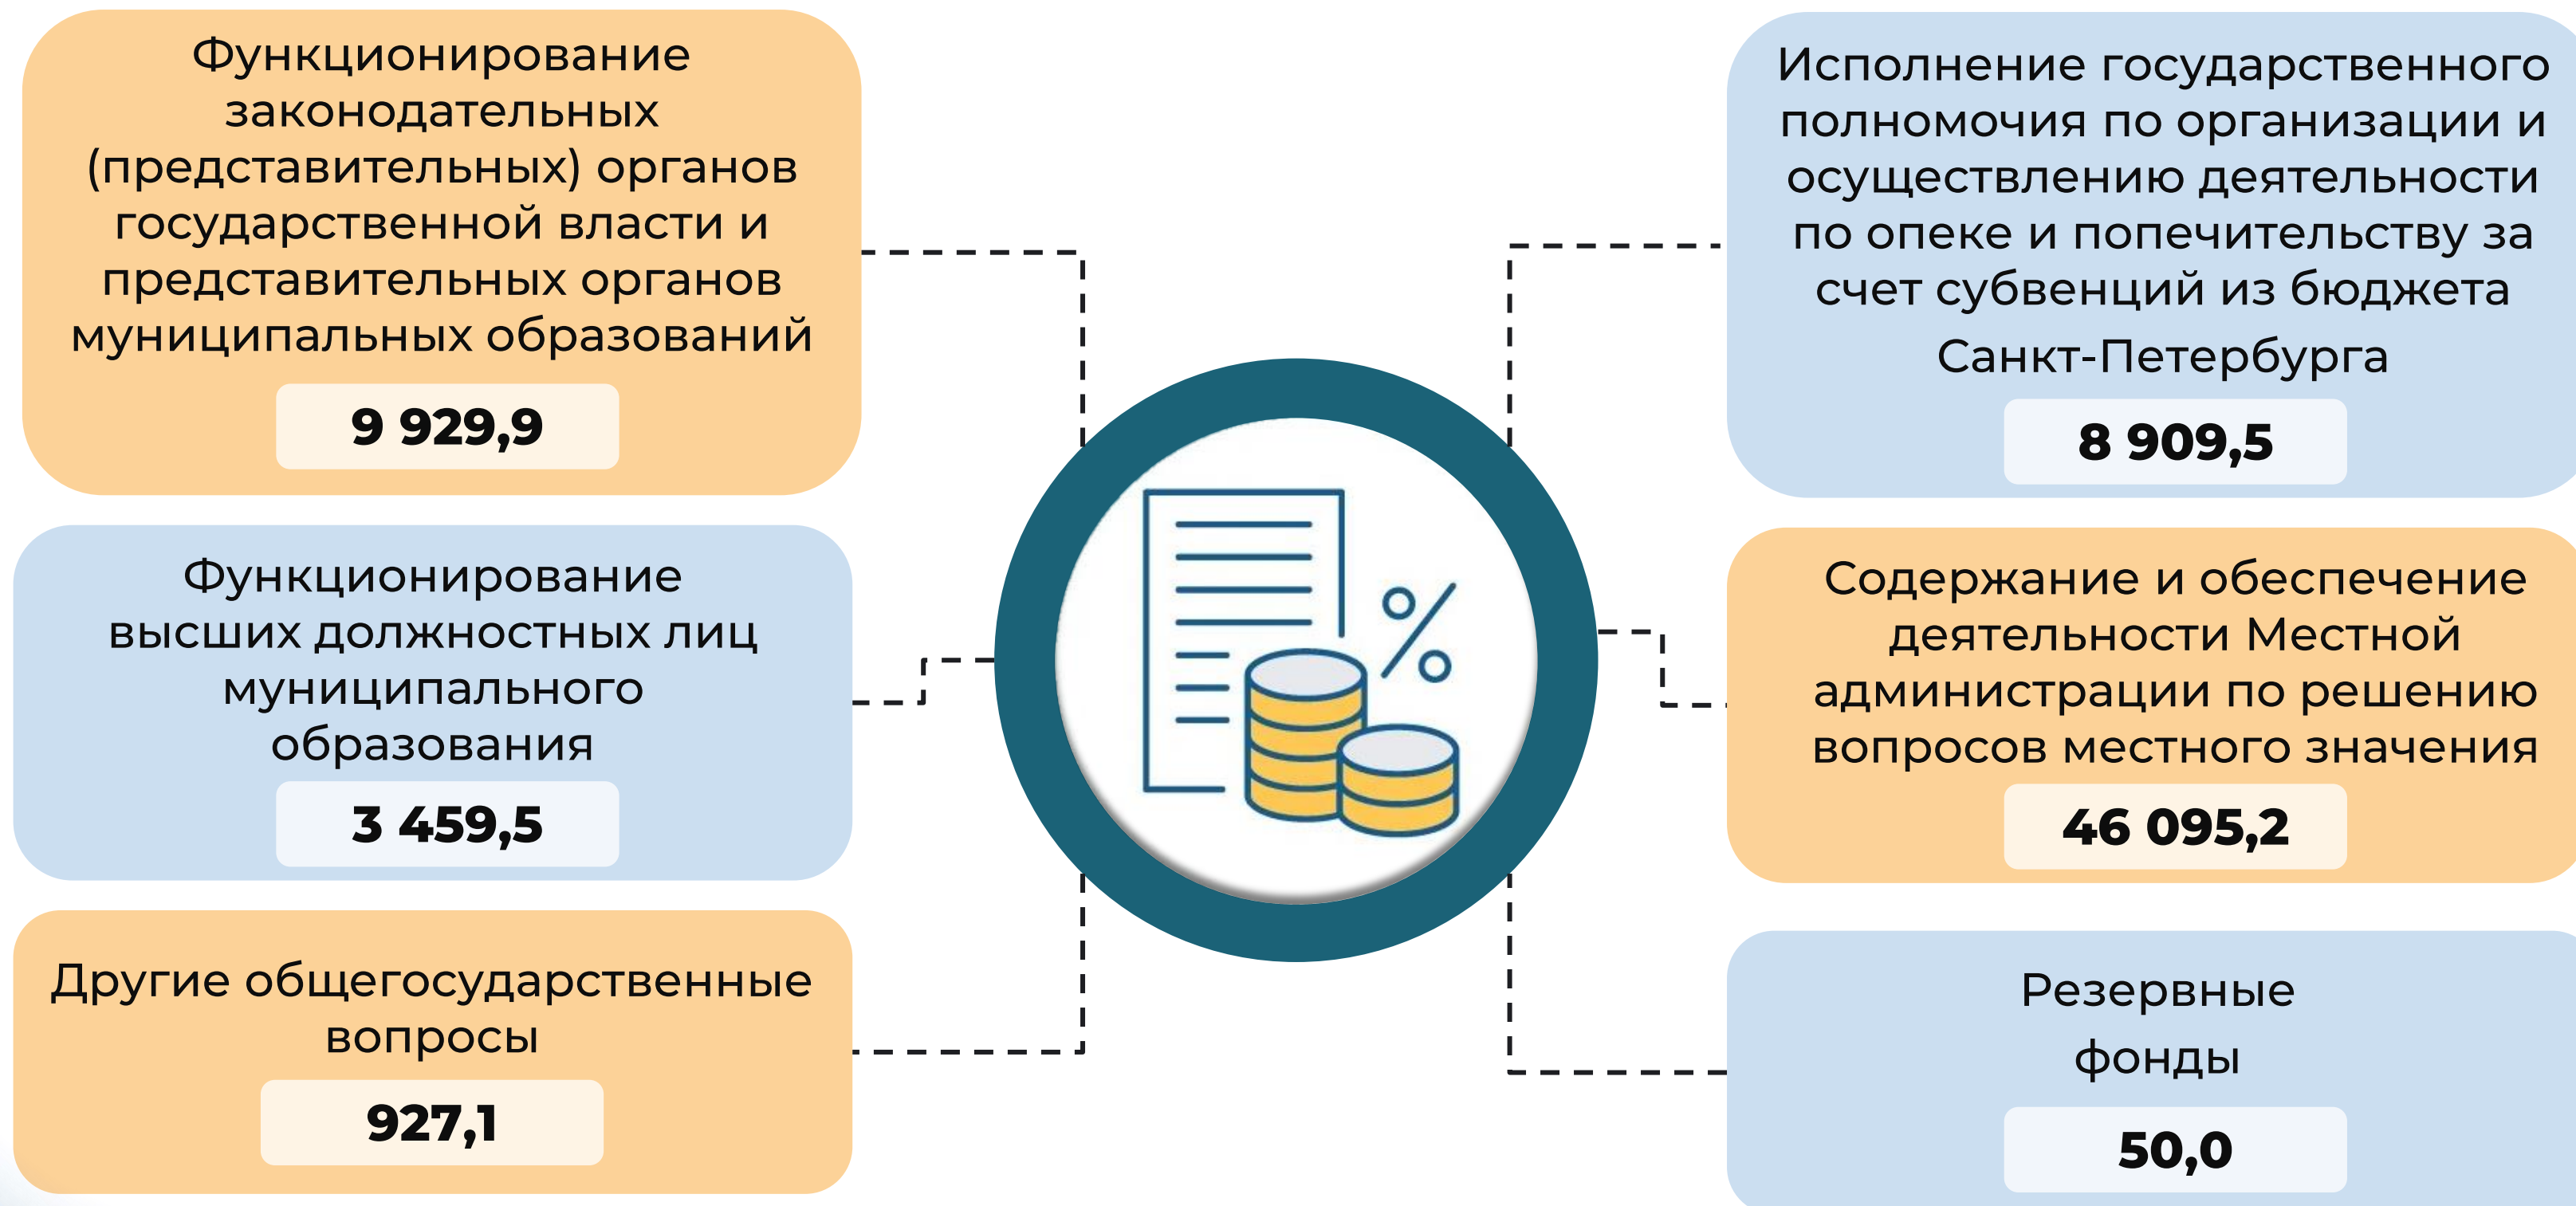 Функционирование
законодательных
(представительных) органов
государственной власти и
представительных органов
муниципальных образований
9 929,9
Функционирование
высших должностных лиц
муниципального
образования
3 459,5
Другие общегосударственные
вопросы
927,1
Исполнение государственного
полномочия по организации и
осуществлению деятельности
по опеке и попечительству за
счет субвенций из бюджета
Санкт-Петербурга
8 909,5
Содержание и обеспечение
деятельности Местной
администрации по решению
вопросов местного значения
46 095,2
Резервные
фонды
50,0